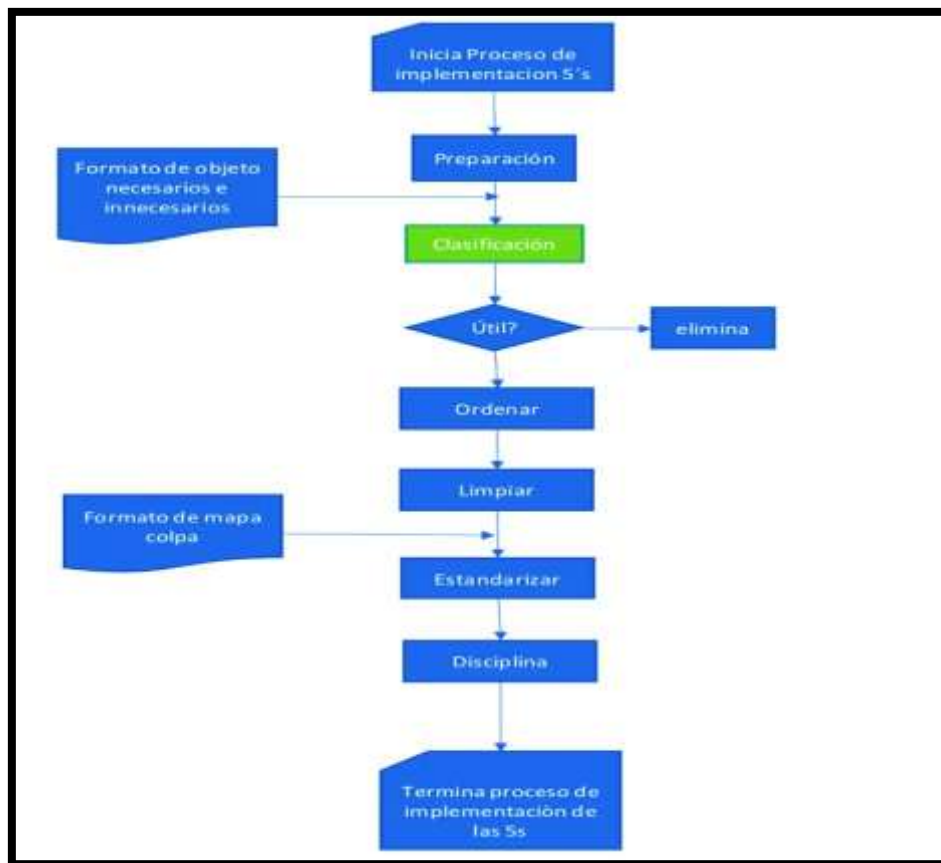 Inicia Proceso de
implementacion 5´s
Preparación
Formato de objeto
necesarios e
innecesarios
Clasificación
Útil?
elimina
Ordenar
Limpiar
Formato de mapa
colpa
Estandarizar
Disciplina
Termina proceso de
implementaciòn de
las 5s